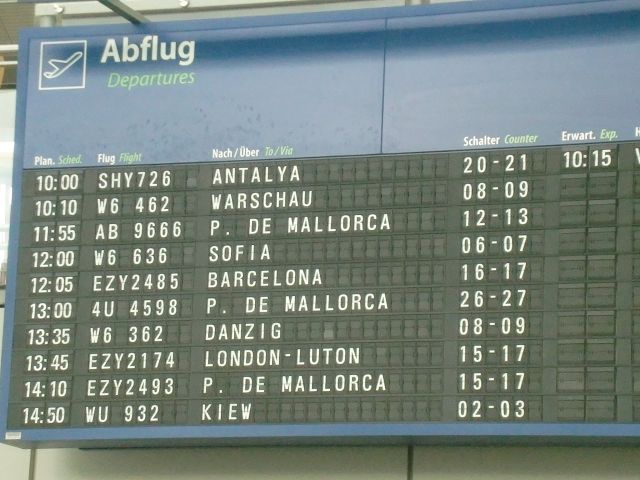 Abflug
Departures
Plan. Sched. Flug Flight Nach / Über To / Via Schalter Counter Erwart. Exp.
10:00 SHY726 ANTALYA 20-21 10:15
10:10 W6 462 WARSCHAU 08-09
11:55 AB 9666 P. DE MALLORCA 12-13
12:00 W6 636 SOFIA 06-07
12:05 EZY2485 BARCELONA 16-17
13:00 4U 4598 P. DE MALLORCA 26-27
13:35 W6 362 DANZIG 08-09
13:45 EZY2174 LONDON-LUTON 15-17
14:10 EZY2493 P. DE MALLORCA 15-17
14:50 WU 932 KIEW 02-03